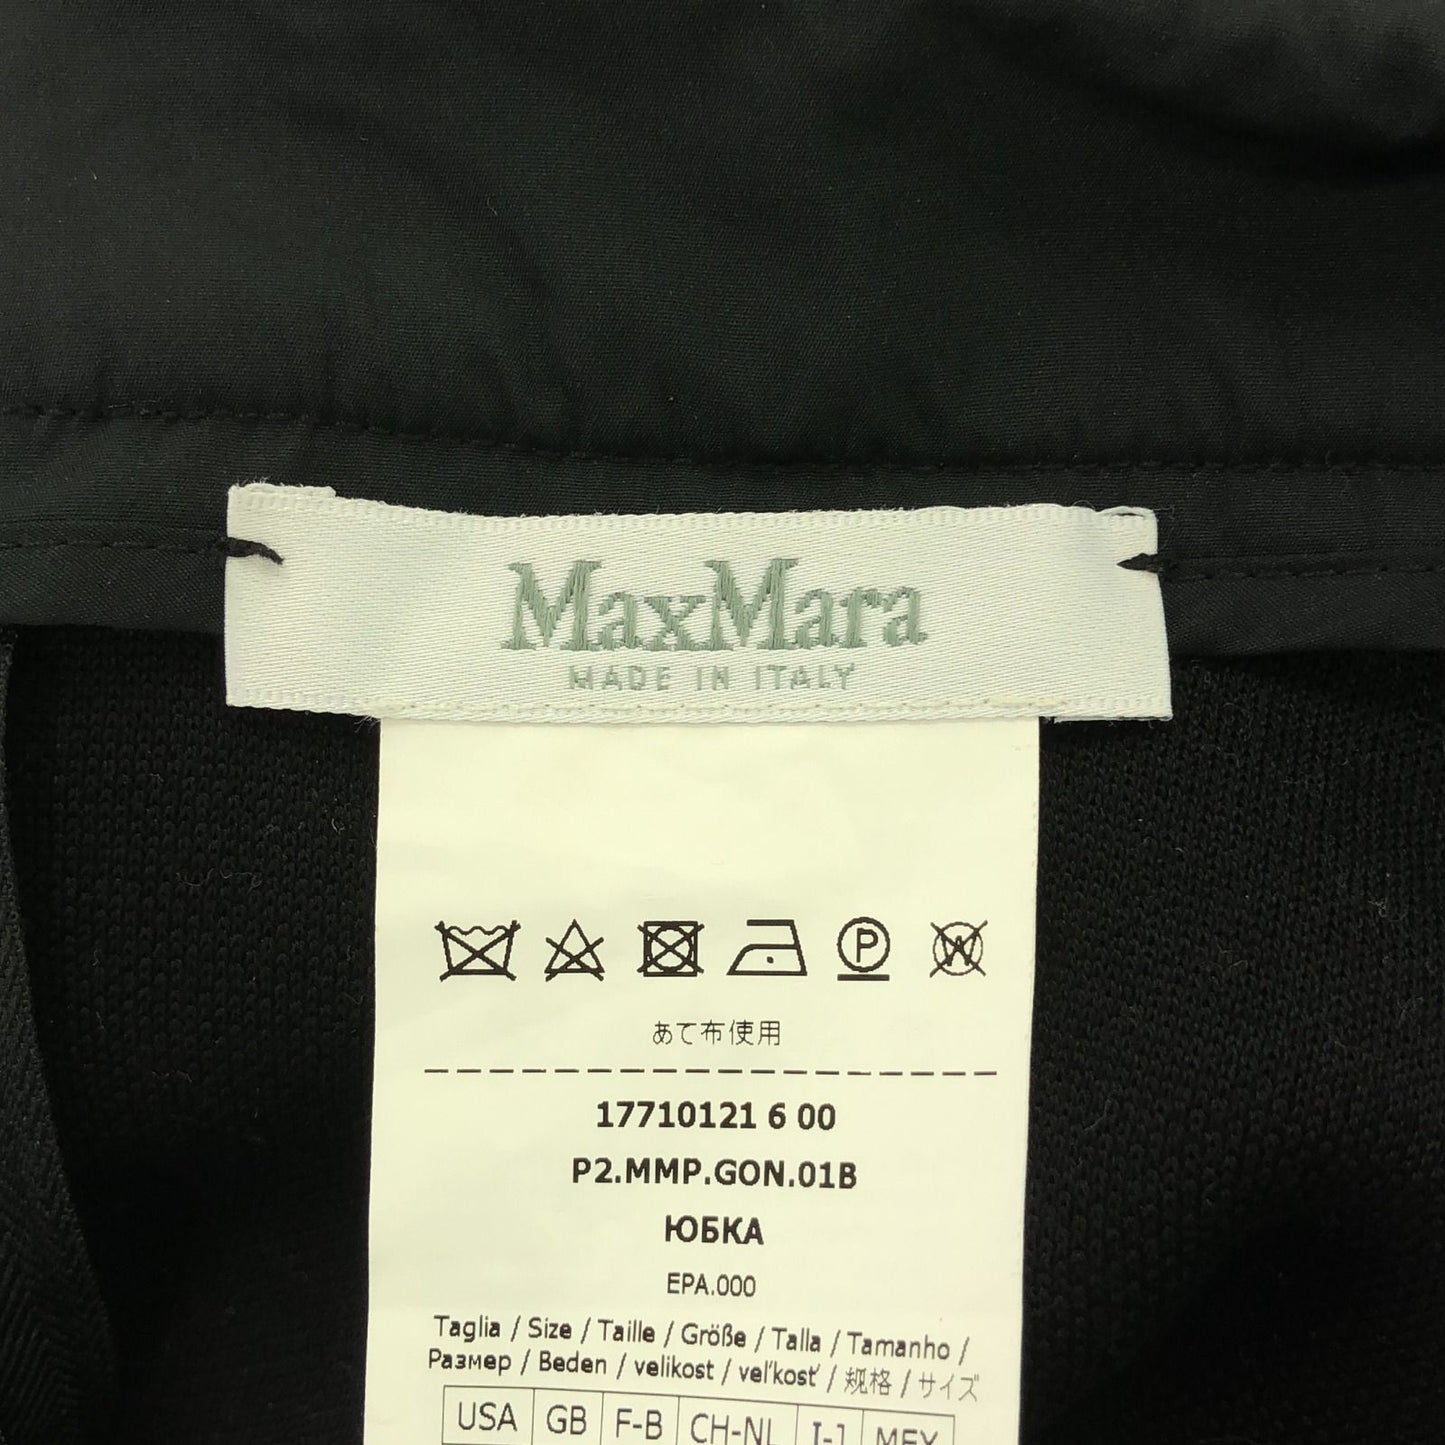 MaxMara
MADE IN ITALY
P W
あて布使用
17710121 6 00
P2.MMP.GON.01B
ЮБКА
EPA.000
Taglia / Size / Taille / Größe / Talla / Tamanho /
Размер / Beden / velikost / veľkosť / 规格 / サイズ
USA GB F-B CH-NL I-J MEX